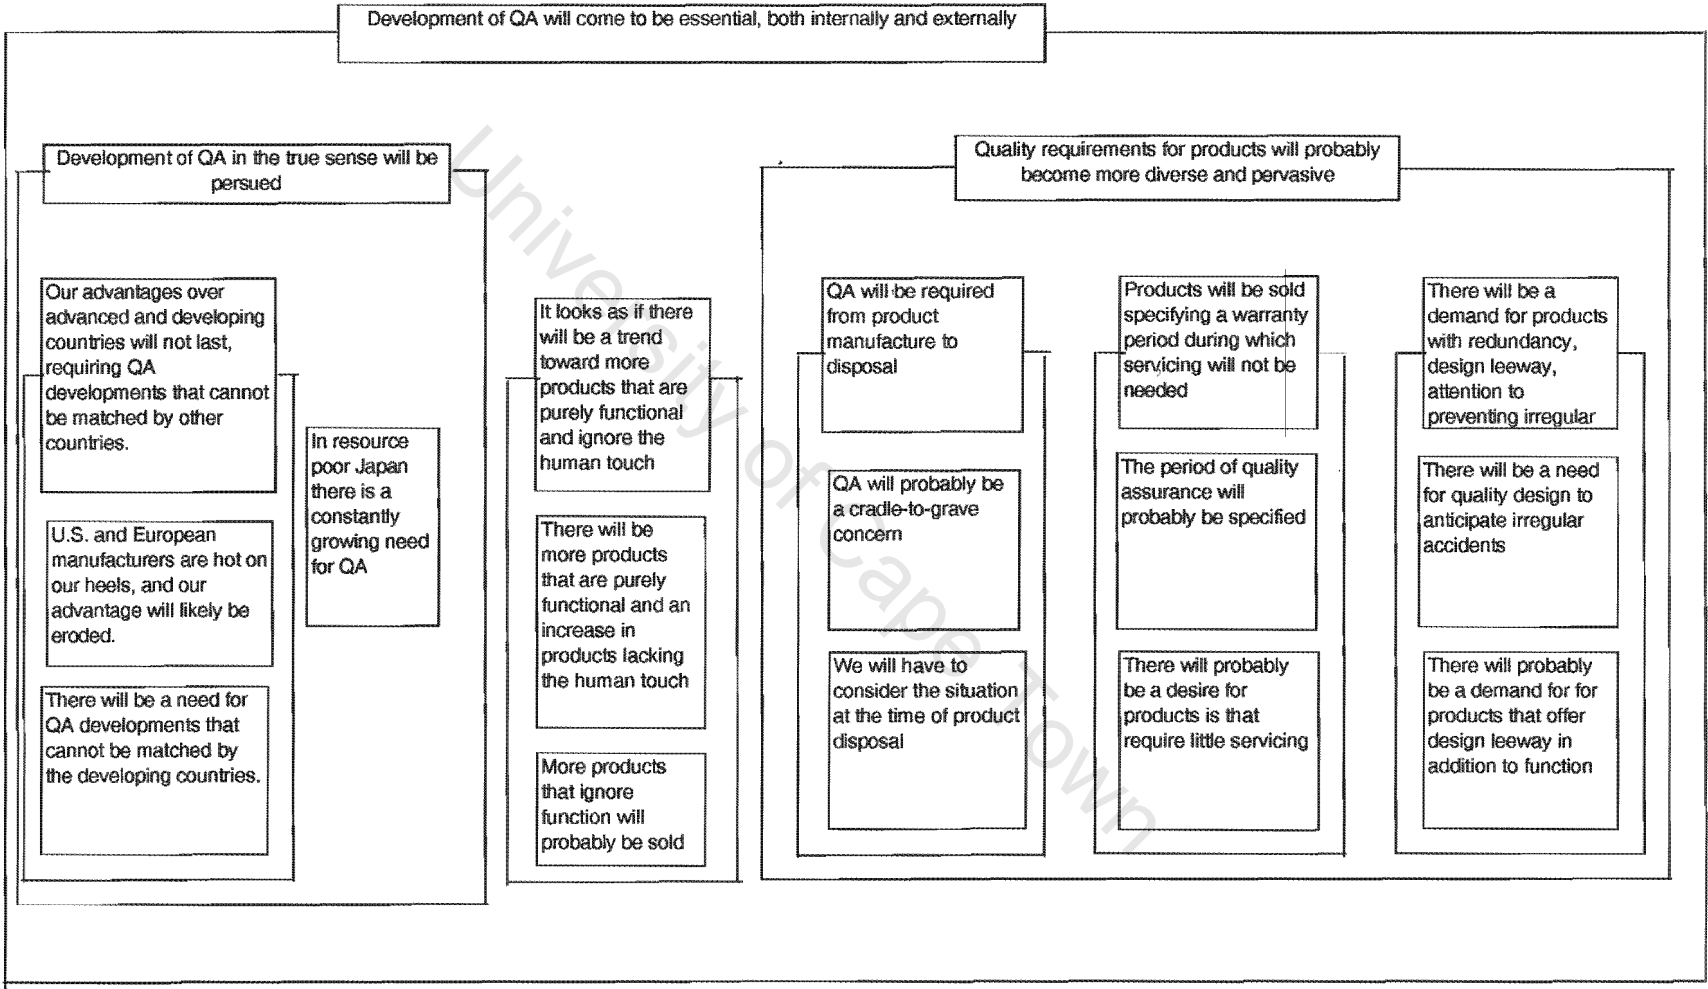 Development of QA will come to be essential, both internally and externally
Development of QA in the true sense will be
persued
Quality requirements for products will probably
become more diverse and pervasive
Our advantages over
advanced and developing
countries will not last,
requiring QA
developments that cannot
be matched by other
countries.
U.S. and European
manufacturers are hot on
our heels, and our
advantage will likely be
eroded.
There will be a need for
QA developments that
cannot be matched by
the developing countries.
In resource
poor Japan
there is a
constantly
growing need
for QA
It looks as if there
will be a trend
toward more
products that are
purely functional
and ignore the
human touch
There will be
more products
that are purely
functional and an
increase in
products lacking
the human touch
More products
that ignore
function will
probably be sold
QA will be required
from product
manufacture to
disposal
QA will probably be
a cradle-to-grave
concern
We will have to
consider the situation
at the time of product
disposal
Products will be sold
specifying a warranty
period during which
servicing will not be
needed
The period of quality
assurance will
probably be specified
There will probably
be a desire for
products is that
require little servicing
There will be a
demand for products
with redundancy,
design leeway,
attention to
preventing irregular
There will be a need
for quality design to
anticipate irregular
accidents
There will probably
be a demand for for
products that offer
design leeway in
addition to function
University of Cape Town